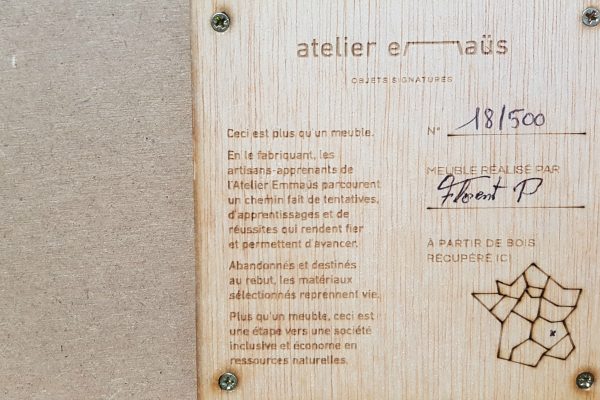 atelier emaüs
OBJETS SIGNATURES
Ceci est plus qu'un meuble.
En le fabriquant, les
artisans-apprenants de
l'Atelier Emmaüs parcourent
un chemin fait de tentatives,
d'apprentissages et de
réussites qui rendent fier
et permettent d'avancer.
Abandonnés et destinés
au rebut, les matériaux
sélectionnés reprennent vie.
Plus qu'un meuble, ceci est
une étape vers une société
inclusive et économe en
ressources naturelles.
N° 18/500
MEUBLE RÉALISÉ PAR
Florent P
À PARTIR DE BOIS
RÉCUPÉRÉ ICI